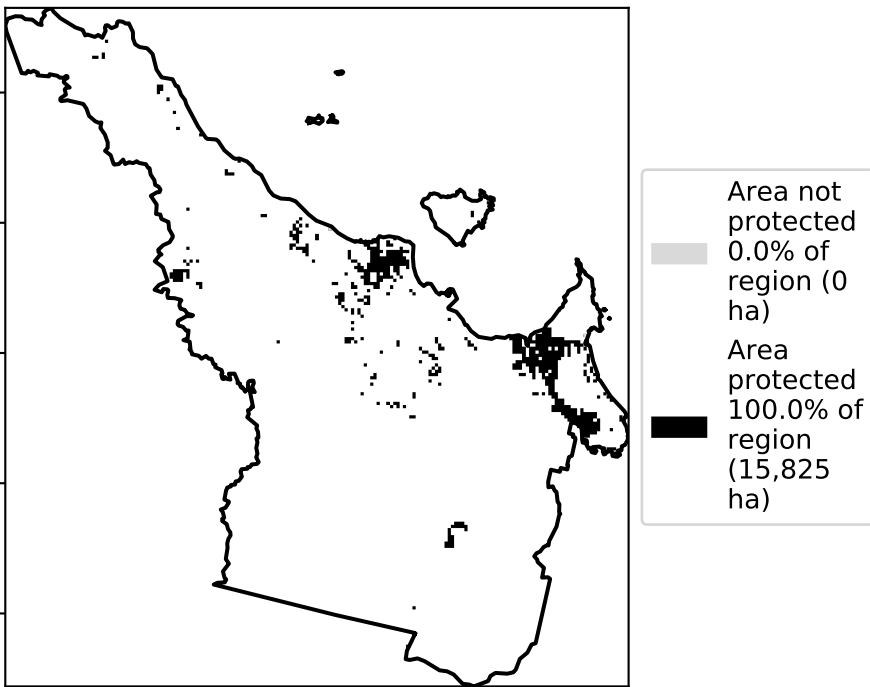 Area not
protected
0.0% of
region (0
ha)
Area
protected
100.0% of
region
(15,825
ha)